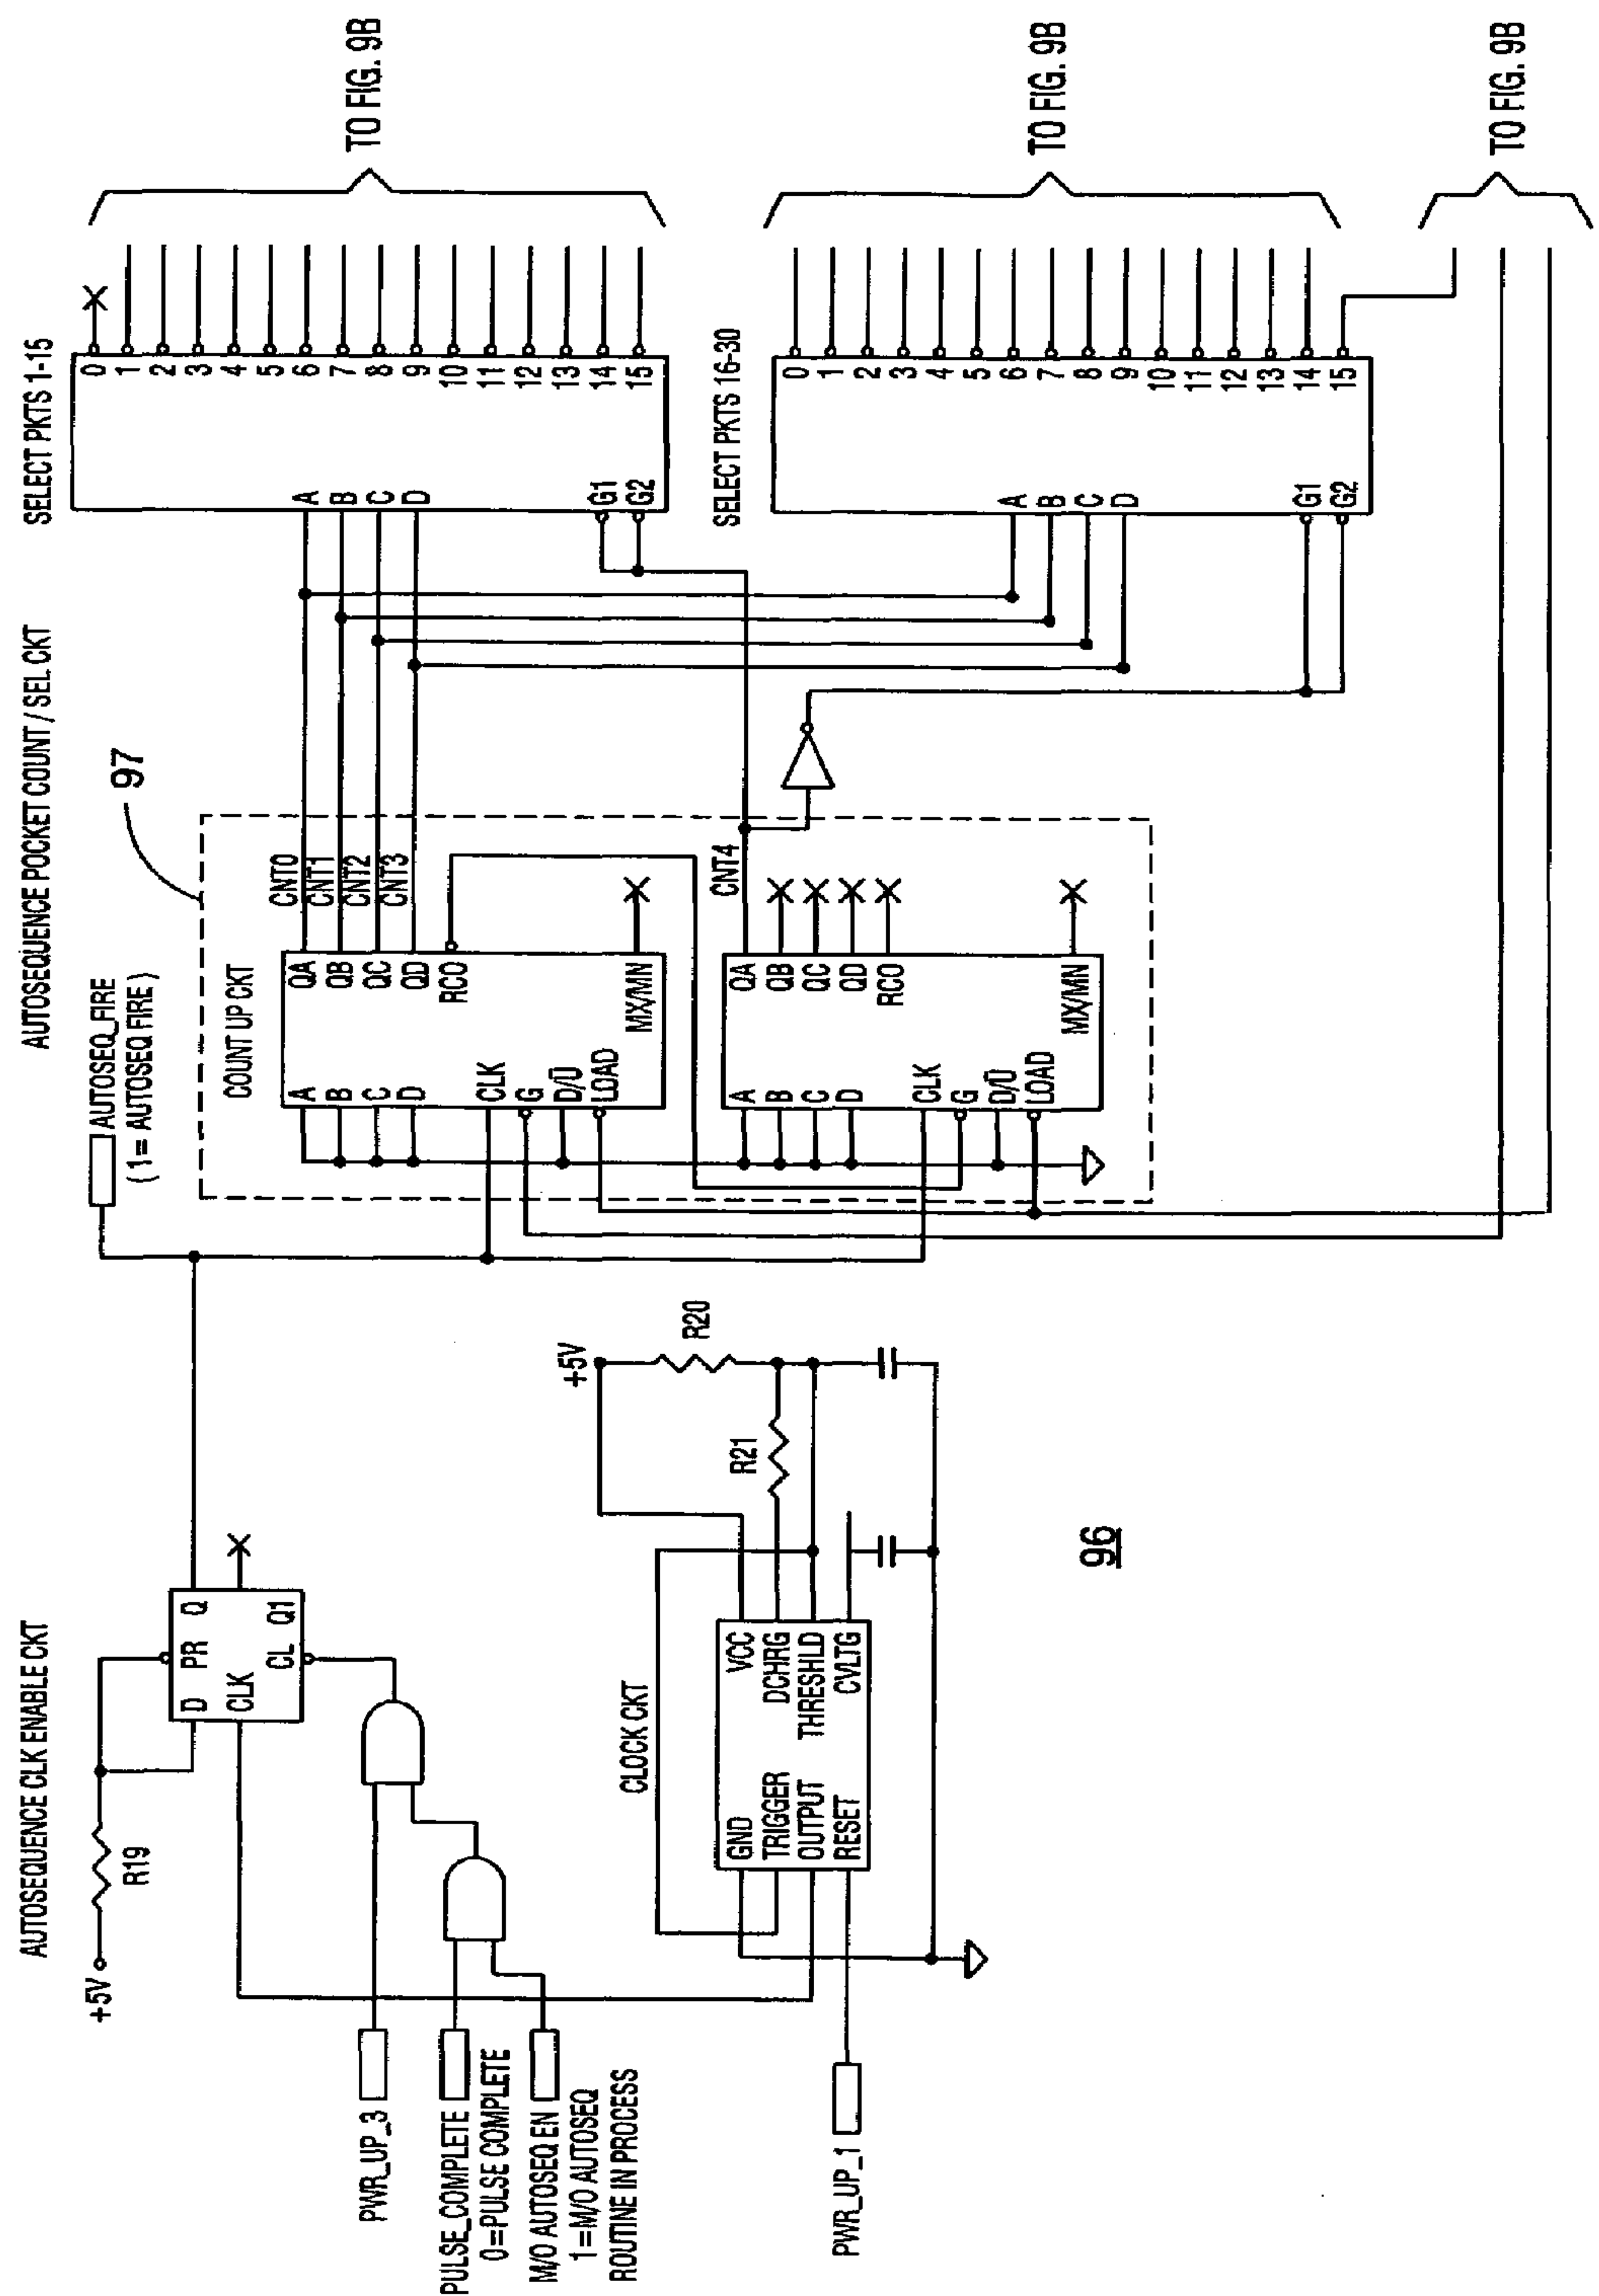 AUTOSEQUENCE CLK ENABLE CKT
+5V
R19
D
PR
Q
CLK
CL
Q1
PWR_UP_3
PULSE_COMPLETE
0=PULSE COMPLETE
M/O AUTOSEQ EN
1=M/O AUTOSEQ
ROUTINE IN PROCESS
CLOCK CKT
GND
TRIGGER
OUTPUT
RESET
VCC
DCHRG
THRESHLD
CVLTG
PWR_UP_1
+5V
R20
R21
96
AUTOSEQUENCE POCKET COUNT / SEL CKT
AUTOSEQ_FIRE
(1= AUTOSEQ FIRE)
97
COUNT UP CKT
A
B
C
D
CLK
G
D/U̅
LOAD
QA
QB
QC
QD
RCO
MX/MN
CNT0
CNT1
CNT2
CNT3
A
B
C
D
CLK
G
D/U̅
LOAD
QA
QB
QC
QD
RCO
MX/MN
CNT4
SELECT PKTS 1-15
A
B
C
D
G1
G2
0
1
2
3
4
5
6
7
8
9
10
11
12
13
14
15
TO FIG. 9B
SELECT PKTS 16-30
A
B
C
D
G1
G2
0
1
2
3
4
5
6
7
8
9
10
11
12
13
14
15
TO FIG. 9B
TO FIG. 9B